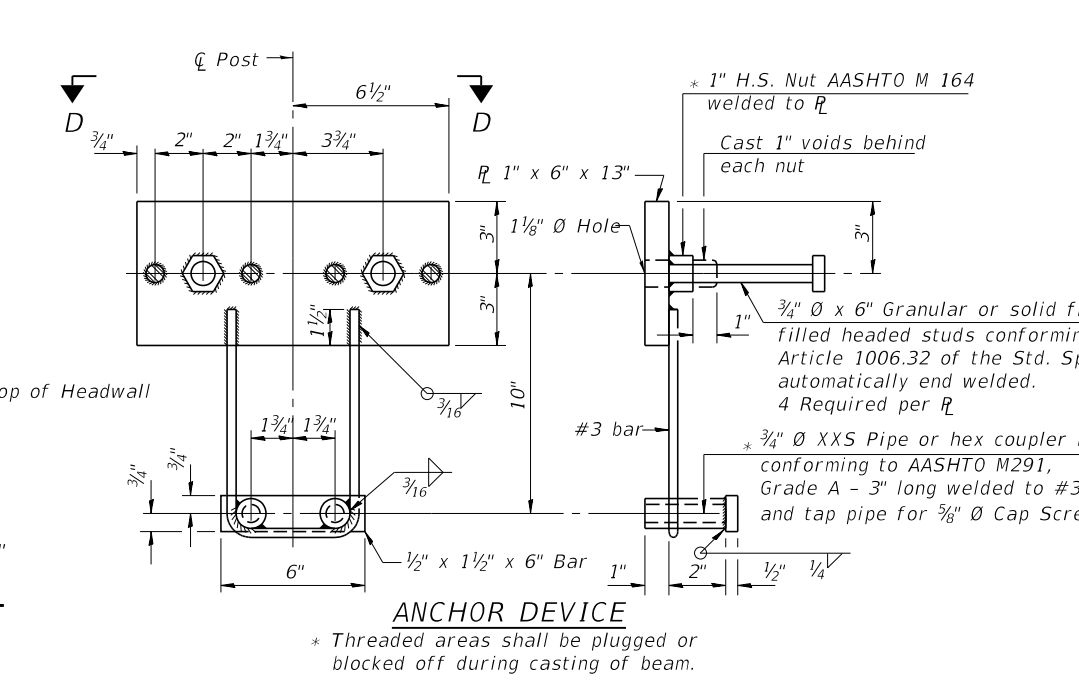 ℄ Post
D
D
6½"
¾"
2"
2"
1¾"
3¾"
* 1" H.S. Nut AASHTO M 164
welded to ℙL
Cast 1" voids behind
each nut
ℙL 1" x 6" x 13"
1⅛" Ø Hole
3"
3"
3"
1½"
1"
¾" Ø x 6" Granular or solid
filled headed studs
Article 1006.32 of the Std.
automatically end welded.
4 Required per ℙL
of Headwall
3/16
10"
1¾"
1¾"
#3 bar
* ¾" Ø XXS Pipe or hex coupler
conforming to AASHTO M291,
Grade A – 3" long welded to #3
and tap pipe for ⅝" Ø Cap
¾"
¾"
3/16
½" x 1½" x 6" Bar
6"
1"
2"
½"
¼
"
ANCHOR DEVICE
* Threaded areas shall be plugged or
blocked off during casting of beam.